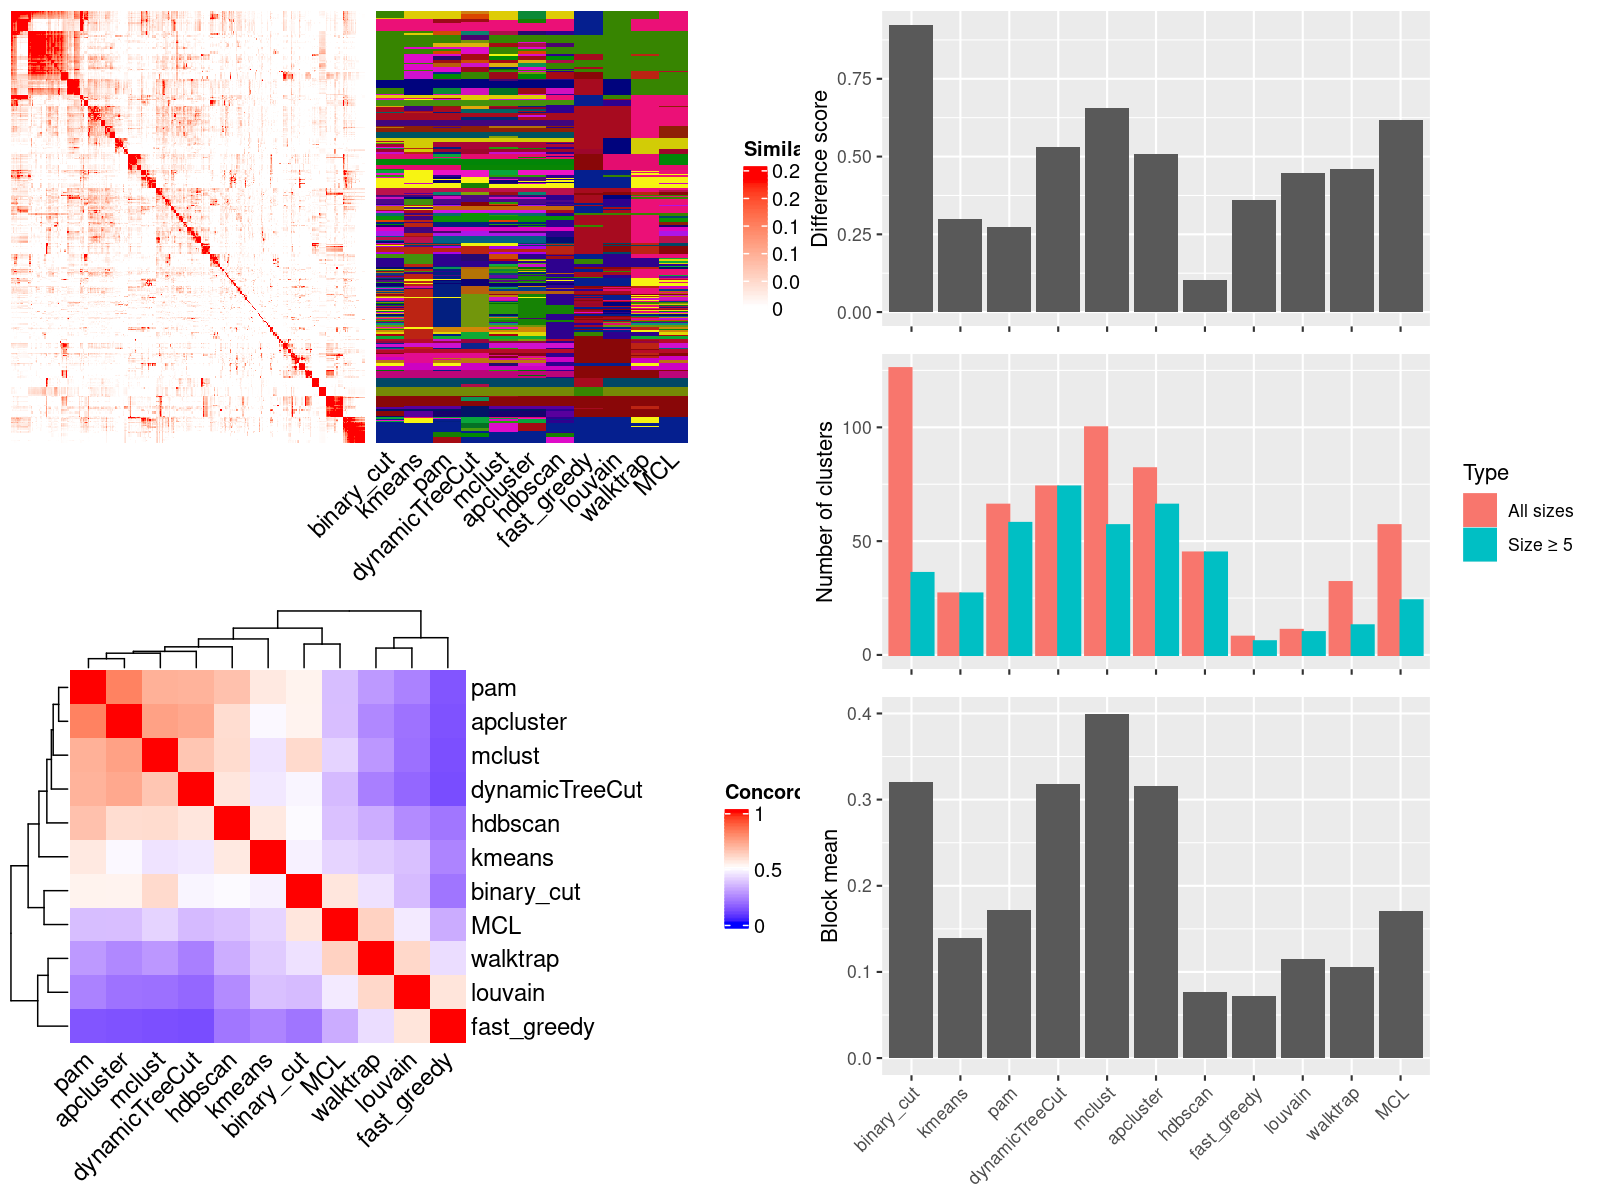 binary_cut
kmeans
pam
dynamicTreeCut
mclust
apcluster
hdbscan
fast_greedy
louvain
walktrap
MCL
Simila
0.2
0.2
0.1
0.1
0.0
0
Difference score
0.75
0.50
0.25
0.00
Number of clusters
100
50
0
Type
All sizes
Size ≥ 5
pam
apcluster
mclust
dynamicTreeCut
hdbscan
kmeans
binary_cut
MCL
walktrap
louvain
fast_greedy
pam
apcluster
mclust
dynamicTreeCut
hdbscan
kmeans
binary_cut
MCL
walktrap
louvain
fast_greedy
Concord
1
0.5
0
Block mean
0.4
0.3
0.2
0.1
0.0
binary_cut
kmeans
pam
dynamicTreeCut
mclust
apcluster
hdbscan
fast_greedy
louvain
walktrap
MCL